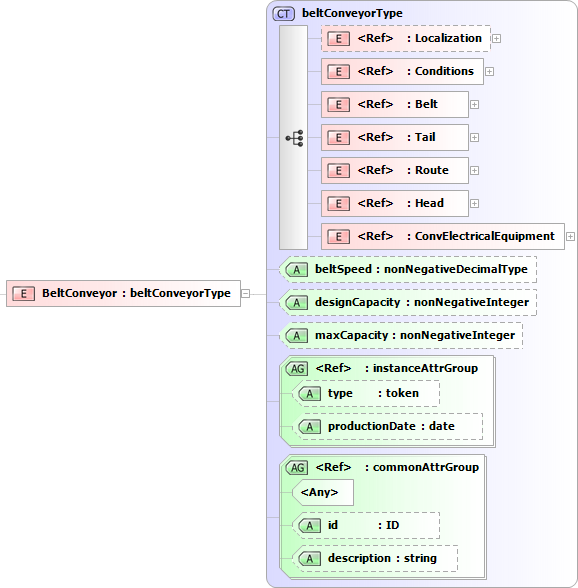 CT beltConveyorType
E <Ref> : Localization
E <Ref> : Conditions
E <Ref> : Belt
E <Ref> : Tail
E <Ref> : Route
E <Ref> : Head
E <Ref> : ConvElectricalEquipment
A beltSpeed : nonNegativeDecimalType
E BeltConveyor : beltConveyorType
A designCapacity : nonNegativeInteger
A maxCapacity : nonNegativeInteger
AG <Ref> : instanceAttrGroup
A type : token
A productionDate : date
AG <Ref> : commonAttrGroup
<Any>
A id : ID
A description : string